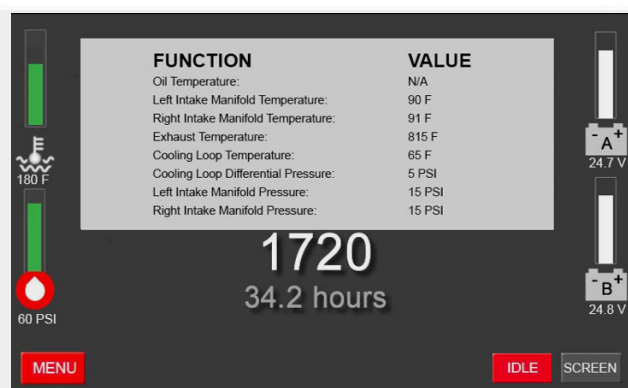 FUNCTION VALUE
Oil Temperature: N/A
Left Intake Manifold Temperature: 90 F
Right Intake Manifold Temperature: 91 F
Exhaust Temperature: 815 F
Cooling Loop Temperature: 65 F
Cooling Loop Differential Pressure: 5 PSI
Left Intake Manifold Pressure: 15 PSI
Right Intake Manifold Pressure: 15 PSI
180 F
- A +
24.7 V
1720
34.2 hours
60 PSI
- B +
24.8 V
MENU IDLE SCREEN